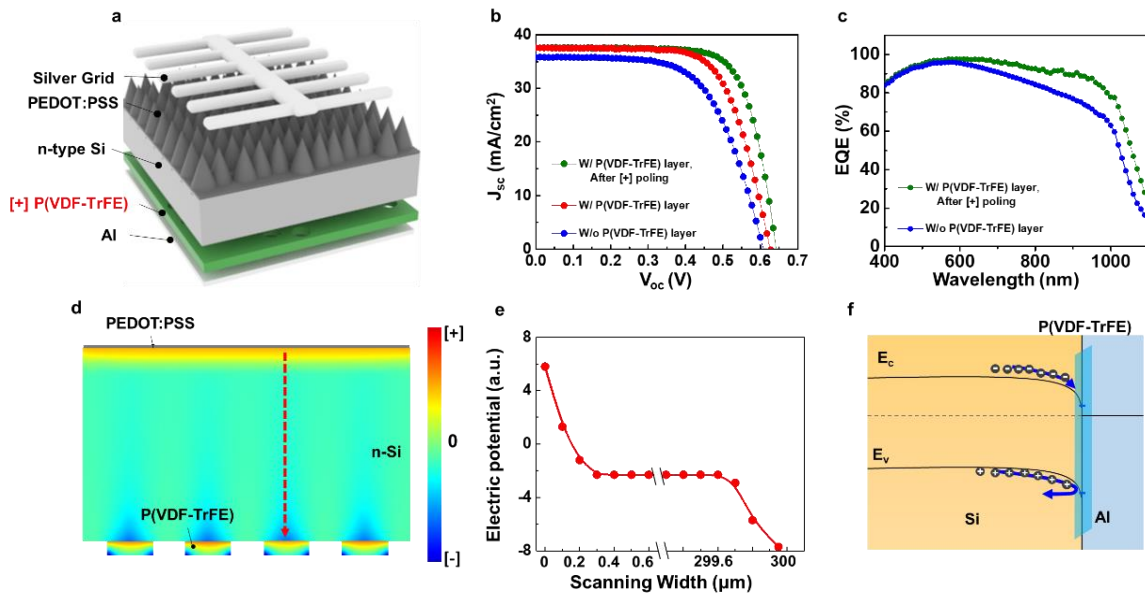 a
Silver Grid
PEDOT:PSS
n-type Si
[+] P(VDF-TrFE)
Al
b
40
30
20
10
0
0.0 0.1 0.2 0.3 0.4 0.5 0.6 0.7
Jsc (mA/cm²)
Voc (V)
W/ P(VDF-TrFE) layer,
After [+] poling
W/ P(VDF-TrFE) layer
W/o P(VDF-TrFE) layer
c
100
80
60
40
20
0
400 600 800 1000
EQE (%)
Wavelength (nm)
W/ P(VDF-TrFE) layer,
After [+] poling
W/o P(VDF-TrFE) layer
d
PEDOT:PSS
n-Si
P(VDF-TrFE)
[+]
0
[-]
e
8
4
0
-4
-8
0 0.2 0.4 0.6 299.6 300
Electric potential (a.u.)
Scanning Width (μm)
f
P(VDF-TrFE)
Ec
Ev
Si
Al